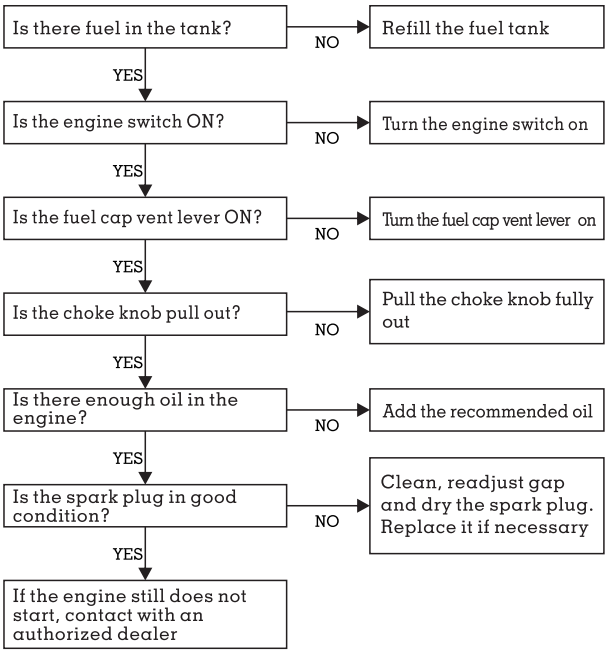 Is there fuel in the tank?
NO
Refill the fuel tank
YES
Is the engine switch ON?
NO
Turn the engine switch on
YES
Is the fuel cap vent lever ON?
NO
Turn the fuel cap vent lever on
YES
Is the choke knob pull out?
NO
Pull the choke knob fully
out
YES
Is there enough oil in the
engine?
NO
Add the recommended oil
YES
Is the spark plug in good
condition?
NO
Clean, readjust gap
and dry the spark plug.
Replace it if necessary
YES
If the engine still does not
start, contact with an
authorized dealer